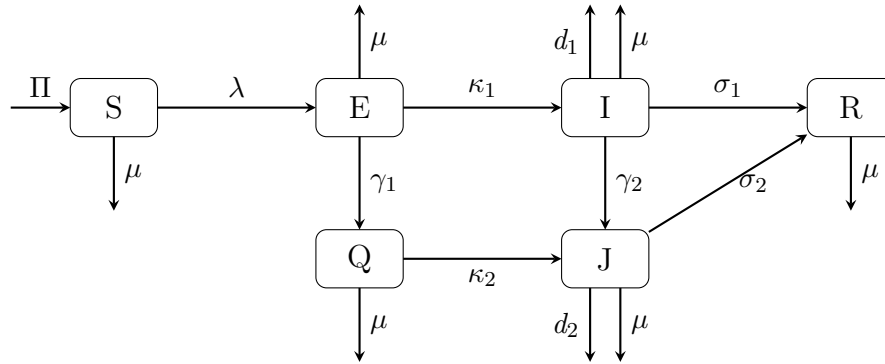 μ
d₁
μ
Π
S
λ
E
κ₁
I
σ₁
R
μ
γ₁
γ₂
σ₂
μ
Q
κ₂
J
μ
d₂
μ